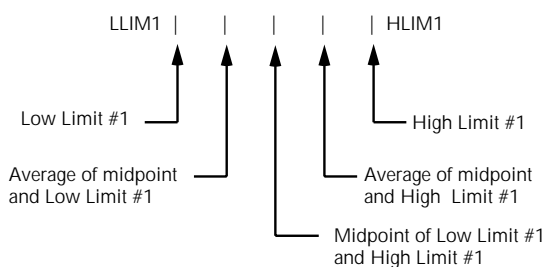 LLIM1 | | | | | HLIM1
Low Limit #1
High Limit #1
Average of midpoint
and Low Limit #1
Average of midpoint
and High Limit #1
Midpoint of Low Limit #1
and High Limit #1